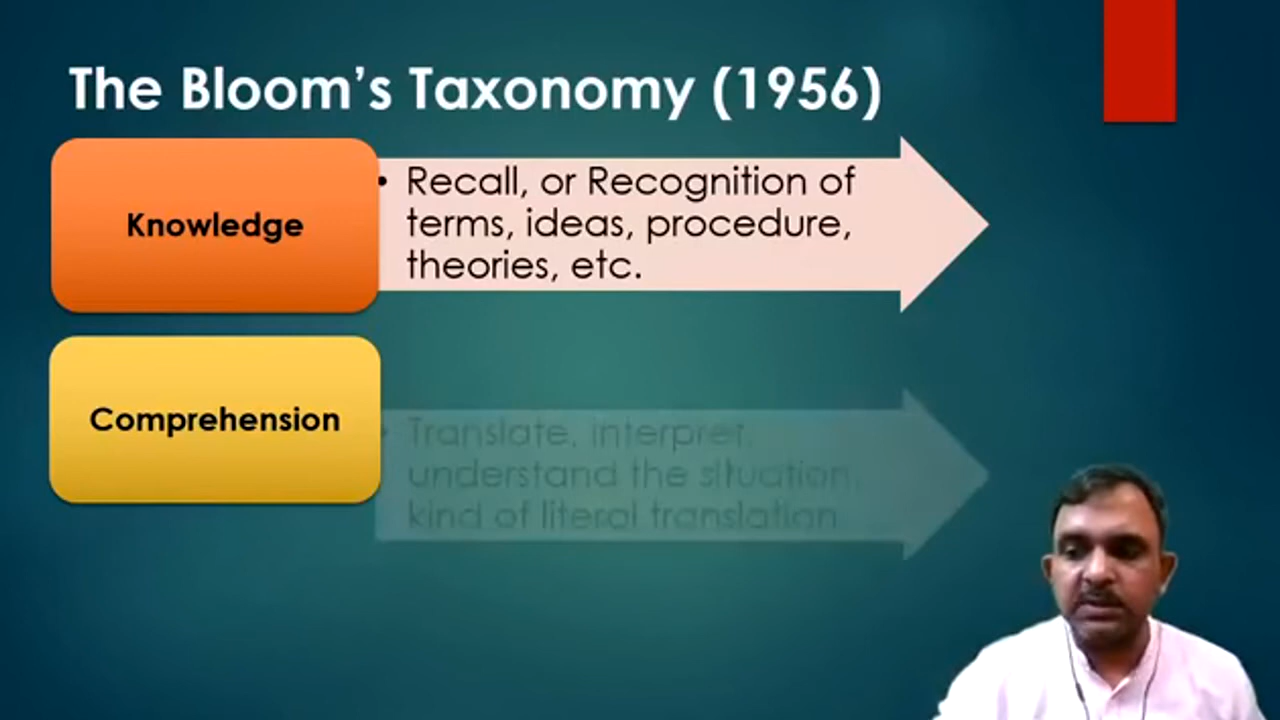 The Bloom's Taxonomy (1956)
Knowledge
• Recall, or Recognition of
terms, ideas, procedure,
theories, etc.
Comprehension
• Translate, interpret,
understand the situation,
kind of literal translation